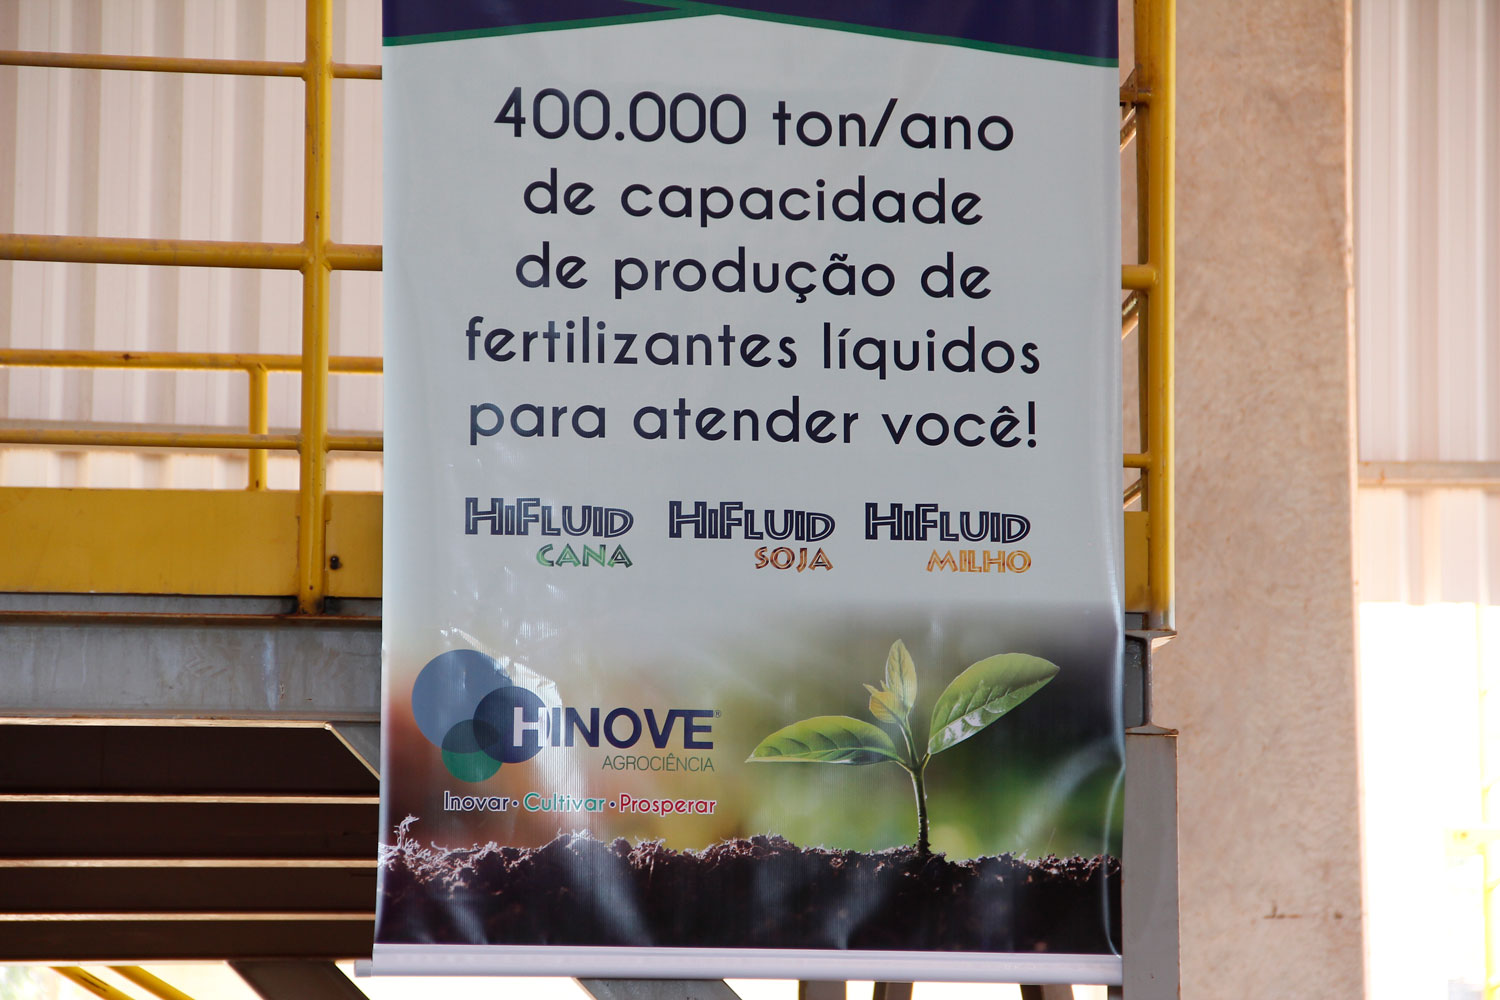 400.000 ton/ano
de capacidade
de produção de
fertilizantes líquidos
para atender você!
HIFLUID HIFLUID HIFLUID
CANA SOJA MILHO
HINOVE®
AGROCIÊNCIA
Inovar • Cultivar • Prosperar